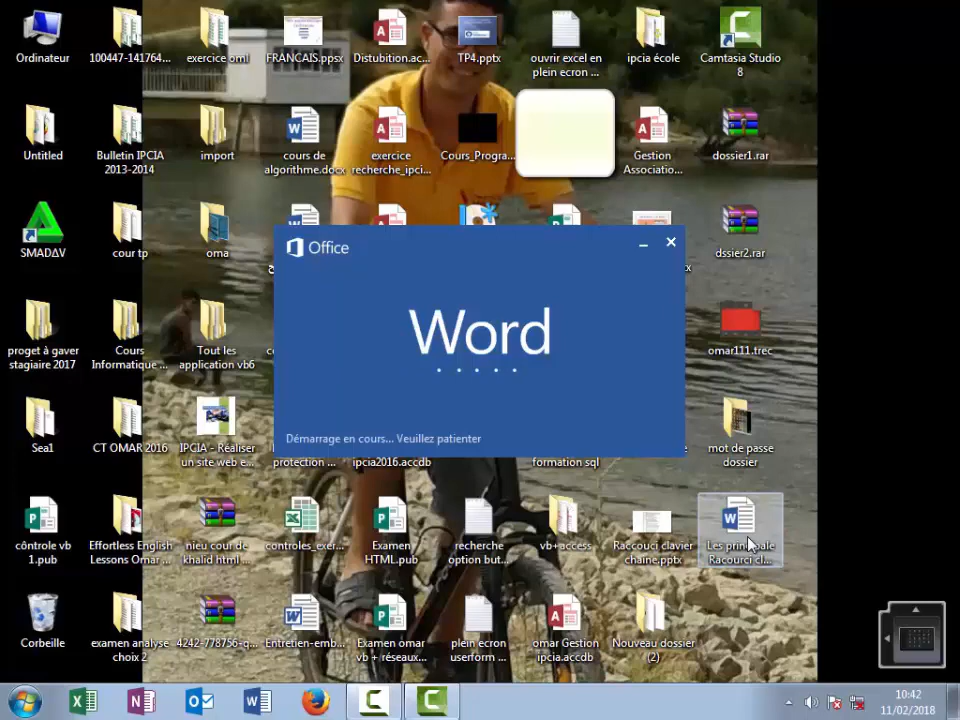 Ordinateur
100447-141764...
exercice oml
FRANCAIS.ppsx
Distubition.ac...
TP4.pptx
ouvrir excel en
plein ecron ...
ipcia école
Camtasia Studio
8
Untitled
Bulletin IPCIA
2013-2014
import
cours de
algorithme.docx
exercice
recherche_ipci...
Cours_Progra...
Gestion
Associatio...
dossier1.rar
SMADΔV
cour tp
oma
dssier2.rar
Office
Word
Démarrage en cours... Veuillez patienter
proget à gaver
stagiaire 2017
Cours
Informatique ...
Tout les
application vb6
omar111.trec
Sea1
CT OMAR 2016
IPCIA - Réaliser
un site web e...
protection ...
ipcia2016.accdb
formation sql
mot de passe
dossier
côntrole vb
1.pub
Effortless English
Lessons Omar ...
nieu cour de
khalid html ...
controles_exer...
Examen
HTML.pub
recherche
option but...
vb+access
Raccouci clavier
chaine.pptx
Les principale
Racourci cl...
Corbeille
examen analyse
choix 2
4242-778756-q...
Entretien-emb...
Examen omar
vb + réseaux...
plein ecron
userform ...
omar Gestion
ipcia.accdb
Nouveau dossier
(2)
10:42
11/02/2018